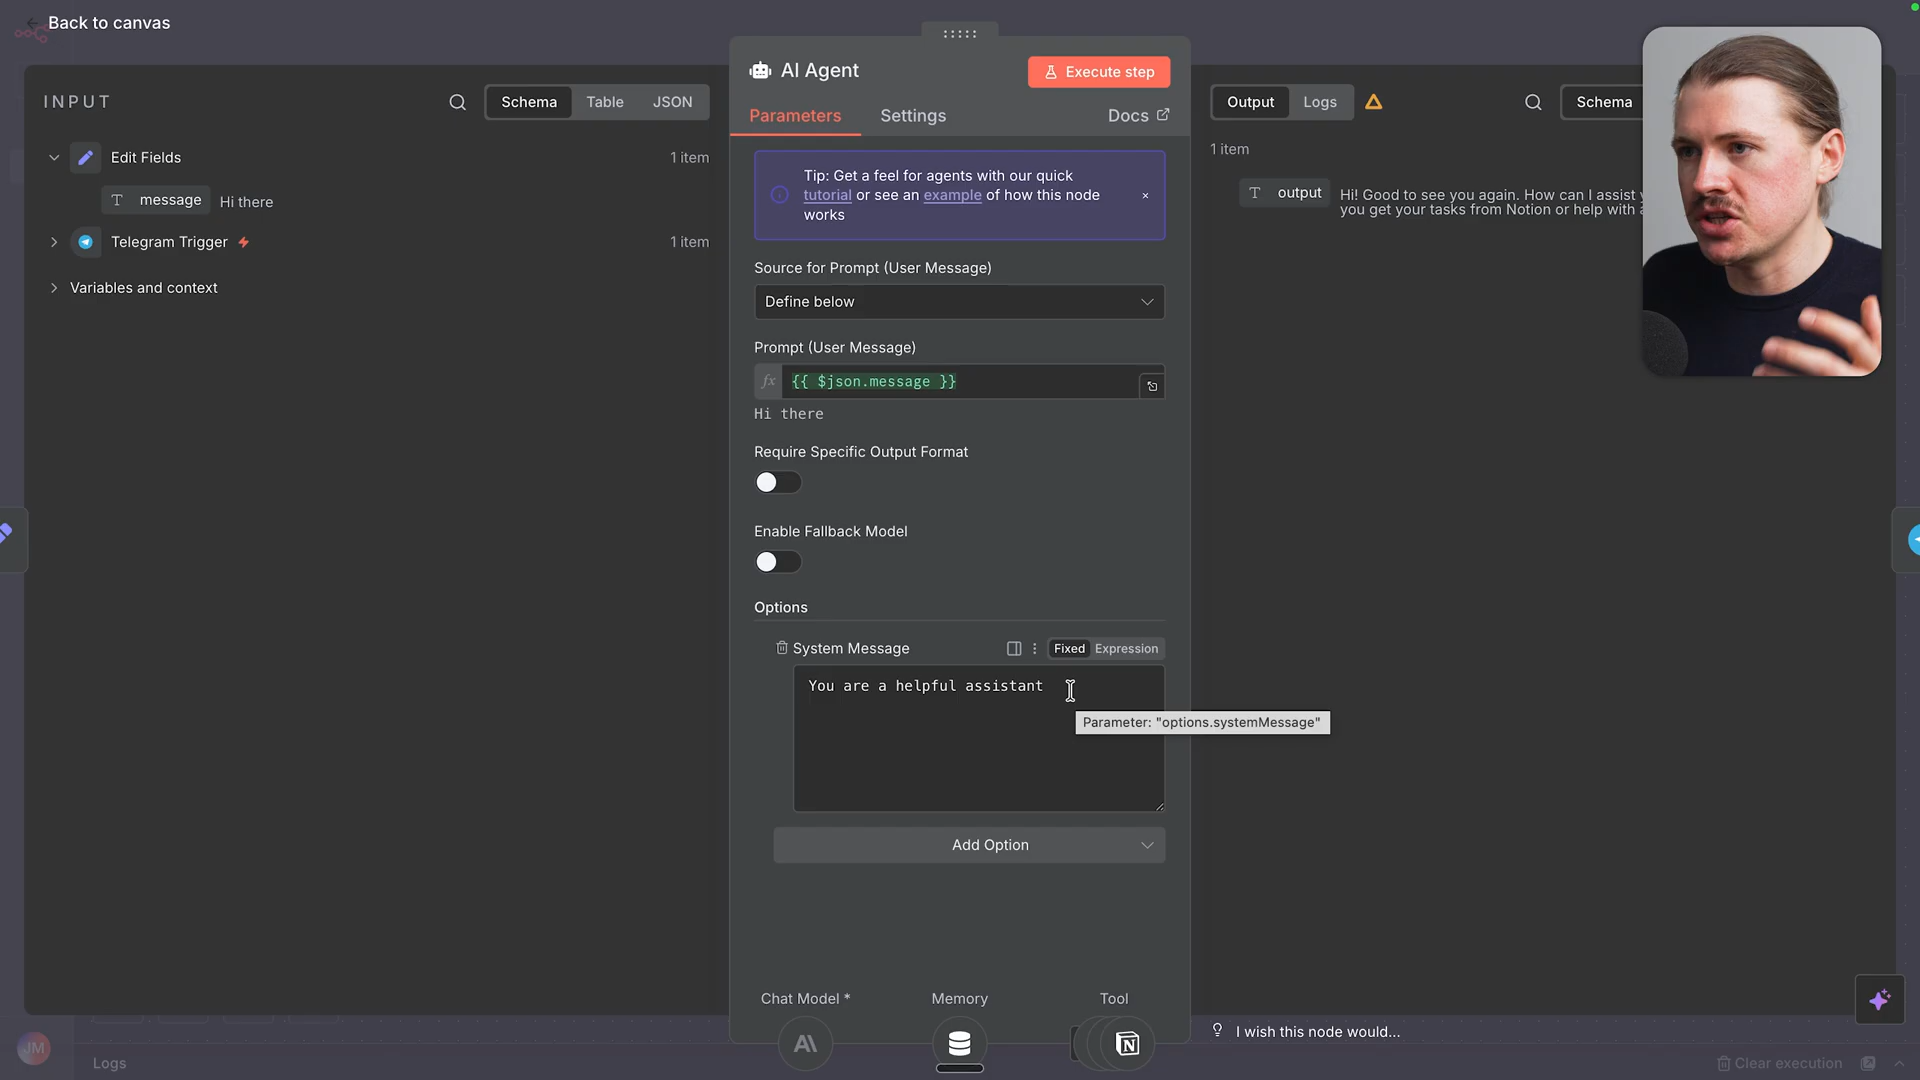 Back to canvas
INPUT
Schema
Table
JSON
Edit Fields
1 item
T message Hi there
Telegram Trigger
1 item
Variables and context
AI Agent
Execute step
Parameters
Settings
Docs
Tip: Get a feel for agents with our quick
tutorial or see an example of how this node
works
×
Source for Prompt (User Message)
Define below
Prompt (User Message)
fx {{ $json.message }}
Hi there
Require Specific Output Format
Enable Fallback Model
Options
System Message
Fixed
Expression
You are a helpful assistant
Parameter: "options.systemMessage"
Add Option
Chat Model *
Memory
Tool
Output
Logs
Schema
1 item
T output Hi! Good to see you again. How can I assist
you get your tasks from Notion or help with
I wish this node would...
JM
Logs
Clear execution